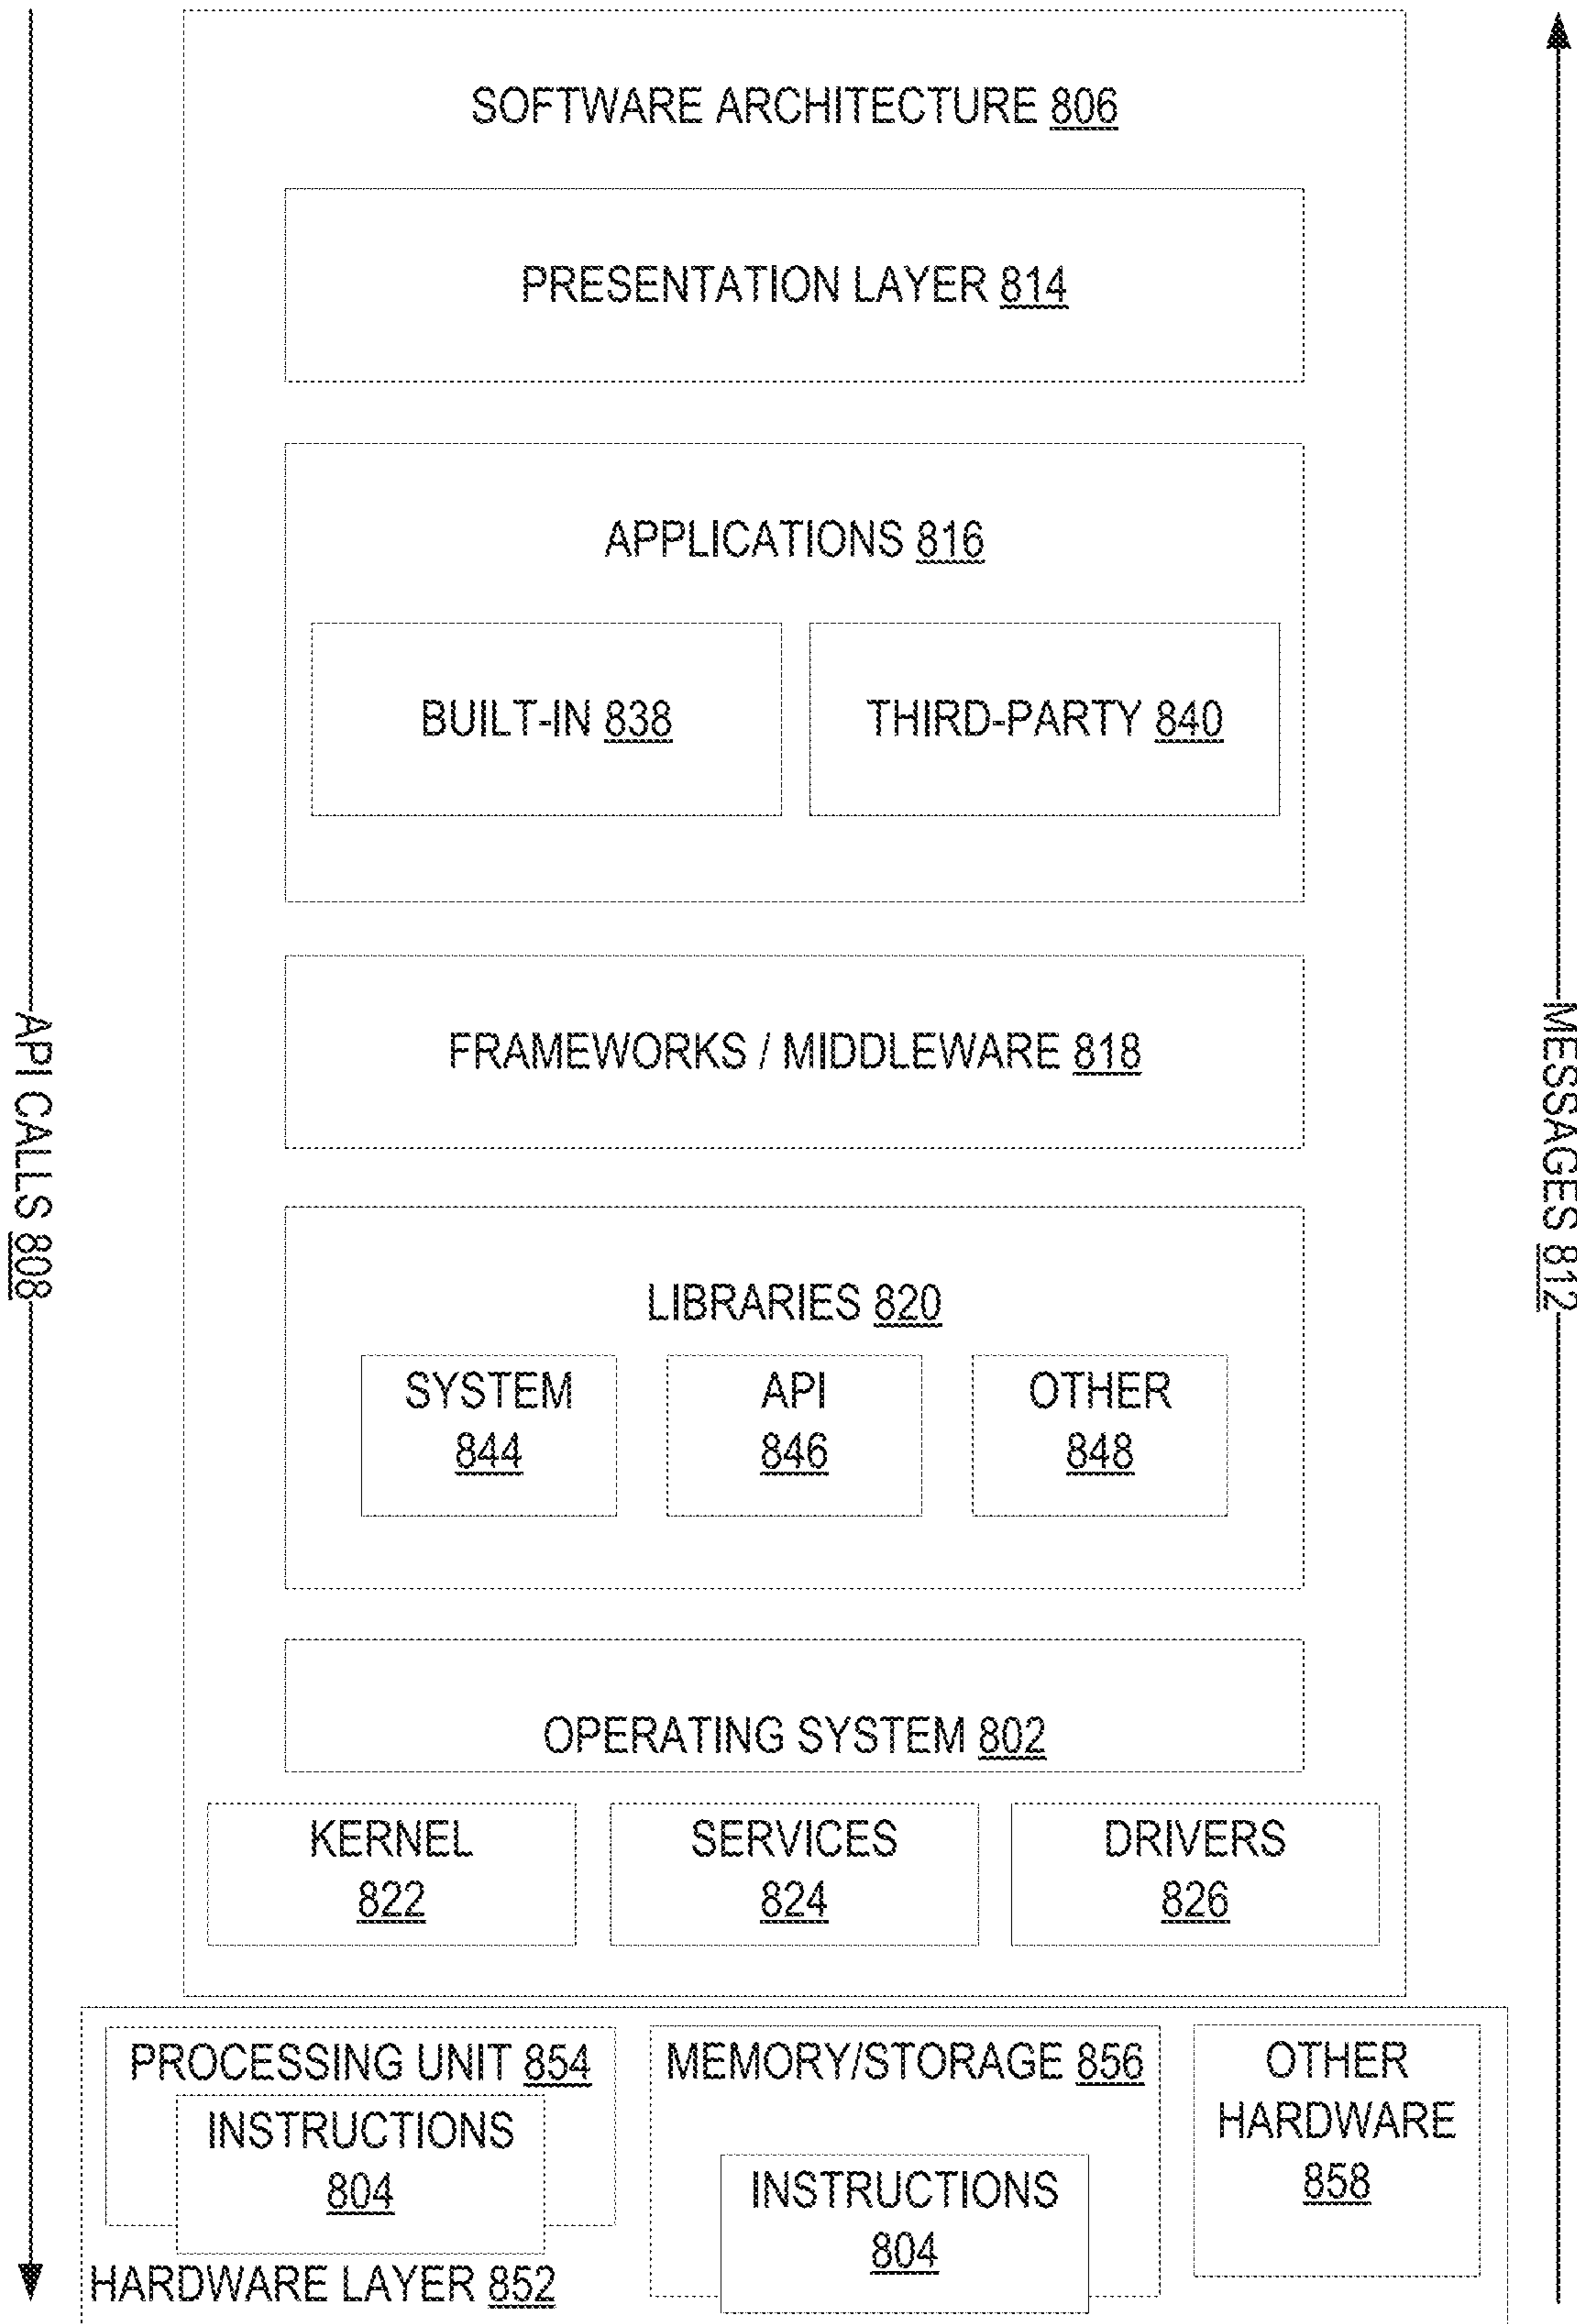 SOFTWARE ARCHITECTURE 806
PRESENTATION LAYER 814
APPLICATIONS 816
BUILT-IN 838
THIRD-PARTY 840
FRAMEWORKS / MIDDLEWARE 818
API CALLS 808
MESSAGES 812
LIBRARIES 820
SYSTEM
844
API
846
OTHER
848
OPERATING SYSTEM 802
KERNEL
822
SERVICES
824
DRIVERS
826
PROCESSING UNIT 854
INSTRUCTIONS
804
MEMORY/STORAGE 856
INSTRUCTIONS
804
OTHER
HARDWARE
858
HARDWARE LAYER 852